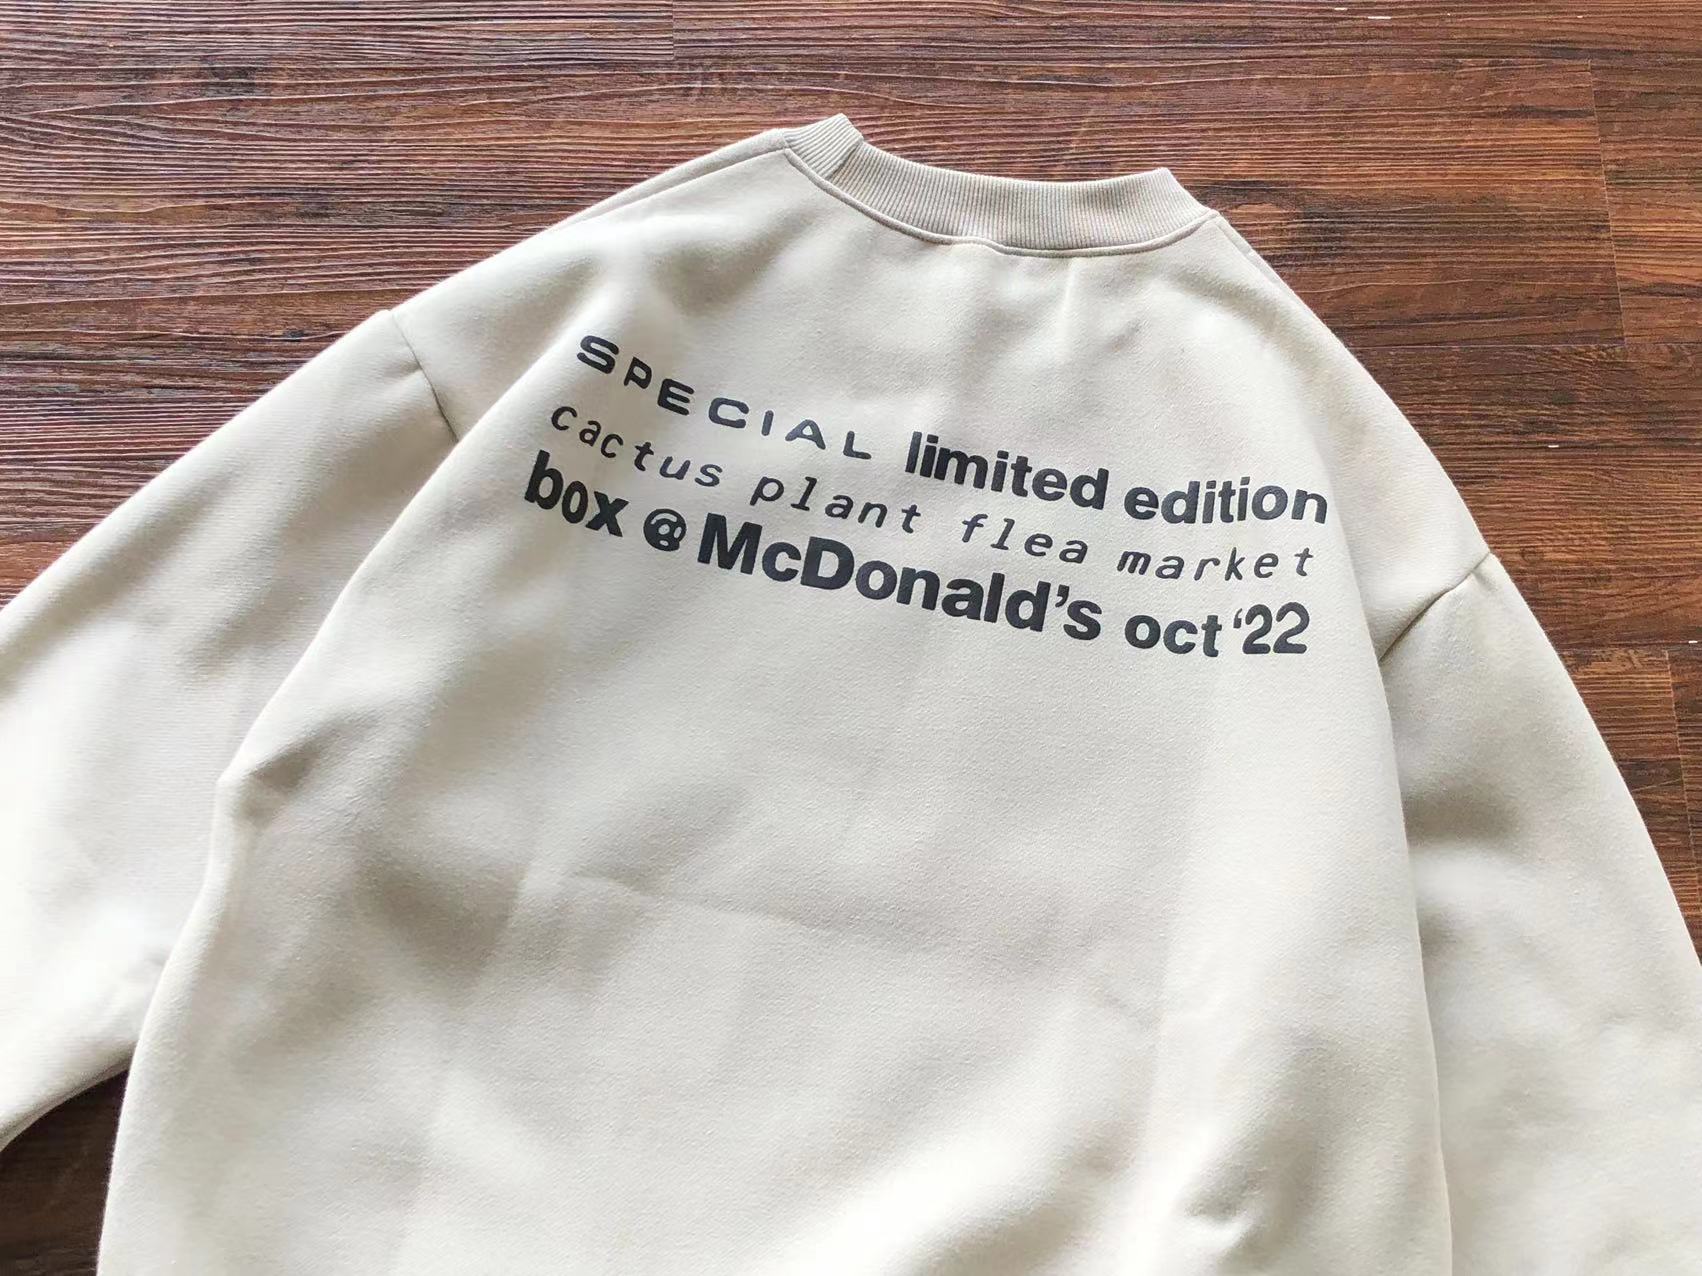 SPECIAL limited edition
cactus plant flea market
box @ McDonald's oct '22